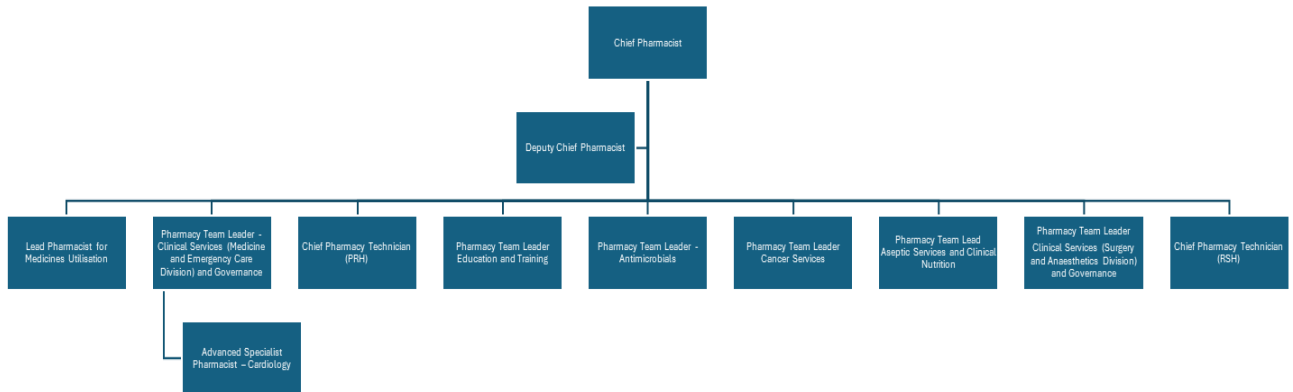 Chief Pharmacist
Deputy Chief Pharmacist
Lead Pharmacist for
Medicines Utilisation
Pharmacy Team Leader -
Clinical Services (Medicine
and Emergency Care
Division) and Governance
Chief Pharmacy Technician
(PRH)
Pharmacy Team Leader
Education and Training
Pharmacy Team Leader -
Antimicrobials
Pharmacy Team Leader
Cancer Services
Pharmacy Team Lead
Aseptic Services and Clinical
Nutrition
Pharmacy Team Leader
Clinical Services (Surgery
and Anaesthetics Division)
and Governance
Chief Pharmacy Technician
(RSH)
Advanced Specialist
Pharmacist – Cardiology